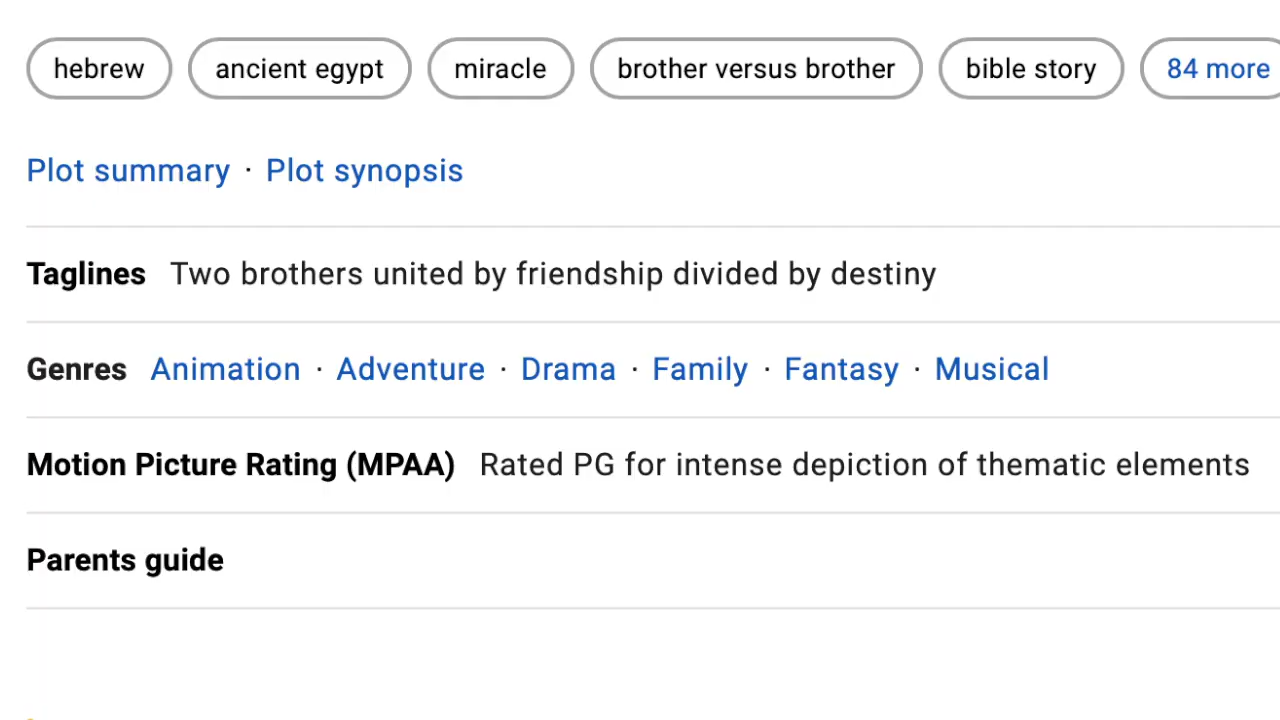 hebrew ancient egypt miracle brother versus brother bible story 84 more
Plot summary · Plot synopsis
Taglines Two brothers united by friendship divided by destiny
Genres Animation · Adventure · Drama · Family · Fantasy · Musical
Motion Picture Rating (MPAA) Rated PG for intense depiction of thematic elements
Parents guide